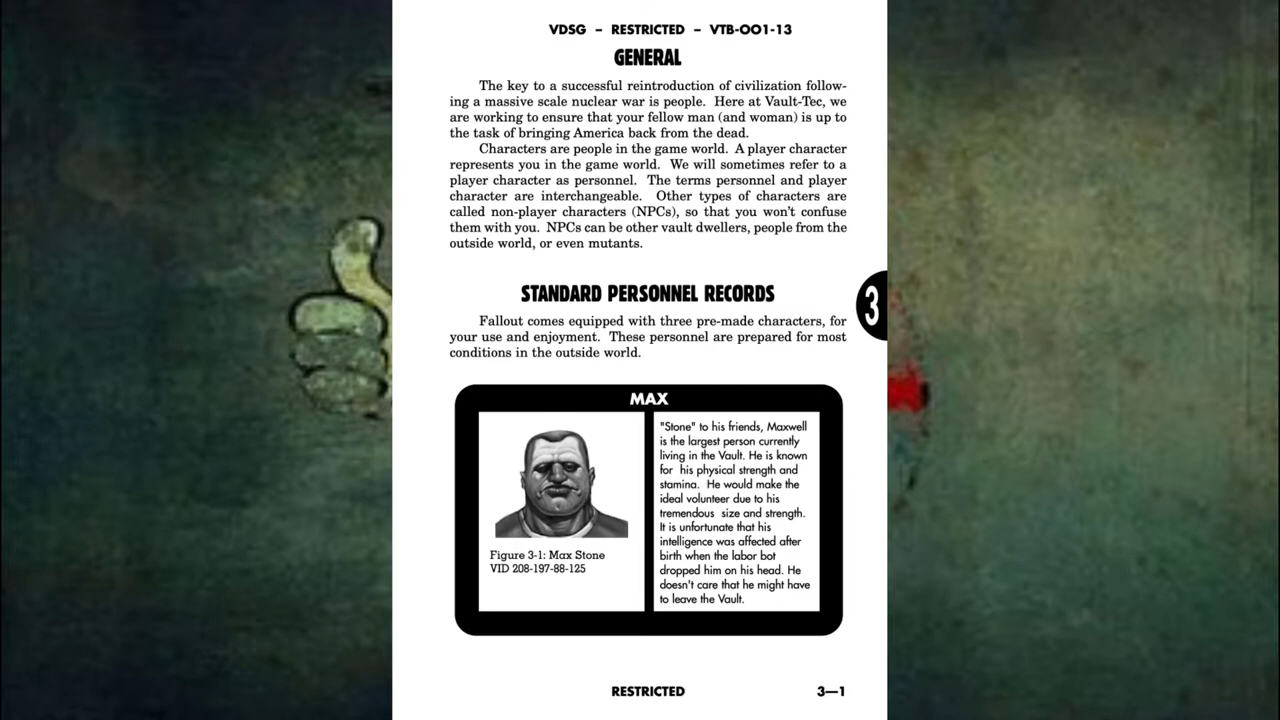 VDSG – RESTRICTED – VTB-001-13
GENERAL
The key to a successful reintroduction of civilization follow-
ing a massive scale nuclear war is people. Here at Vault-Tec, we
are working to ensure that your fellow man (and woman) is up to
the task of bringing America back from the dead.
Characters are people in the game world. A player character
represents you in the game world. We will sometimes refer to a
player character as personnel. The terms personnel and player
character are interchangeable. Other types of characters are
called non-player characters (NPCs), so that you won't confuse
them with you. NPCs can be other vault dwellers, people from the
outside world, or even mutants.
STANDARD PERSONNEL RECORDS
3
Fallout comes equipped with three pre-made characters, for
your use and enjoyment. These personnel are prepared for most
conditions in the outside world.
MAX
Figure 3-1: Max Stone
VID 208-197-88-125
"Stone" to his friends, Maxwell
is the largest person currently
living in the Vault. He is known
for his physical strength and
stamina. He would make the
ideal volunteer due to his
tremendous size and strength.
It is unfortunate that his
intelligence was affected after
birth when the labor bot
dropped him on his head. He
doesn't care that he might have
to leave the Vault.
RESTRICTED
3—1